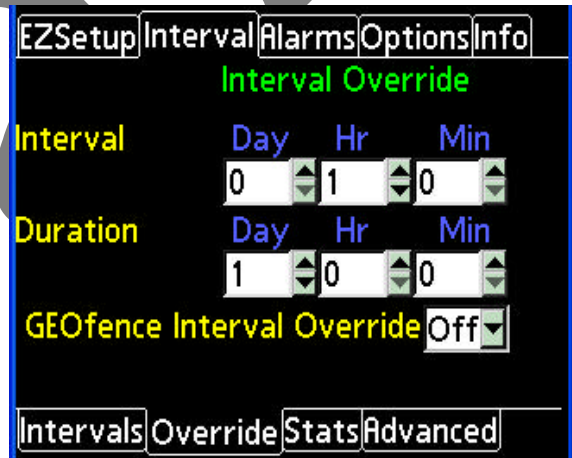 EZSetup Interval Alarms Options Info
Interval Override
Interval Day Hr Min
0 1 0
Duration Day Hr Min
1 0 0
GEOfence Interval Override Off
Intervals Override Stats Advanced